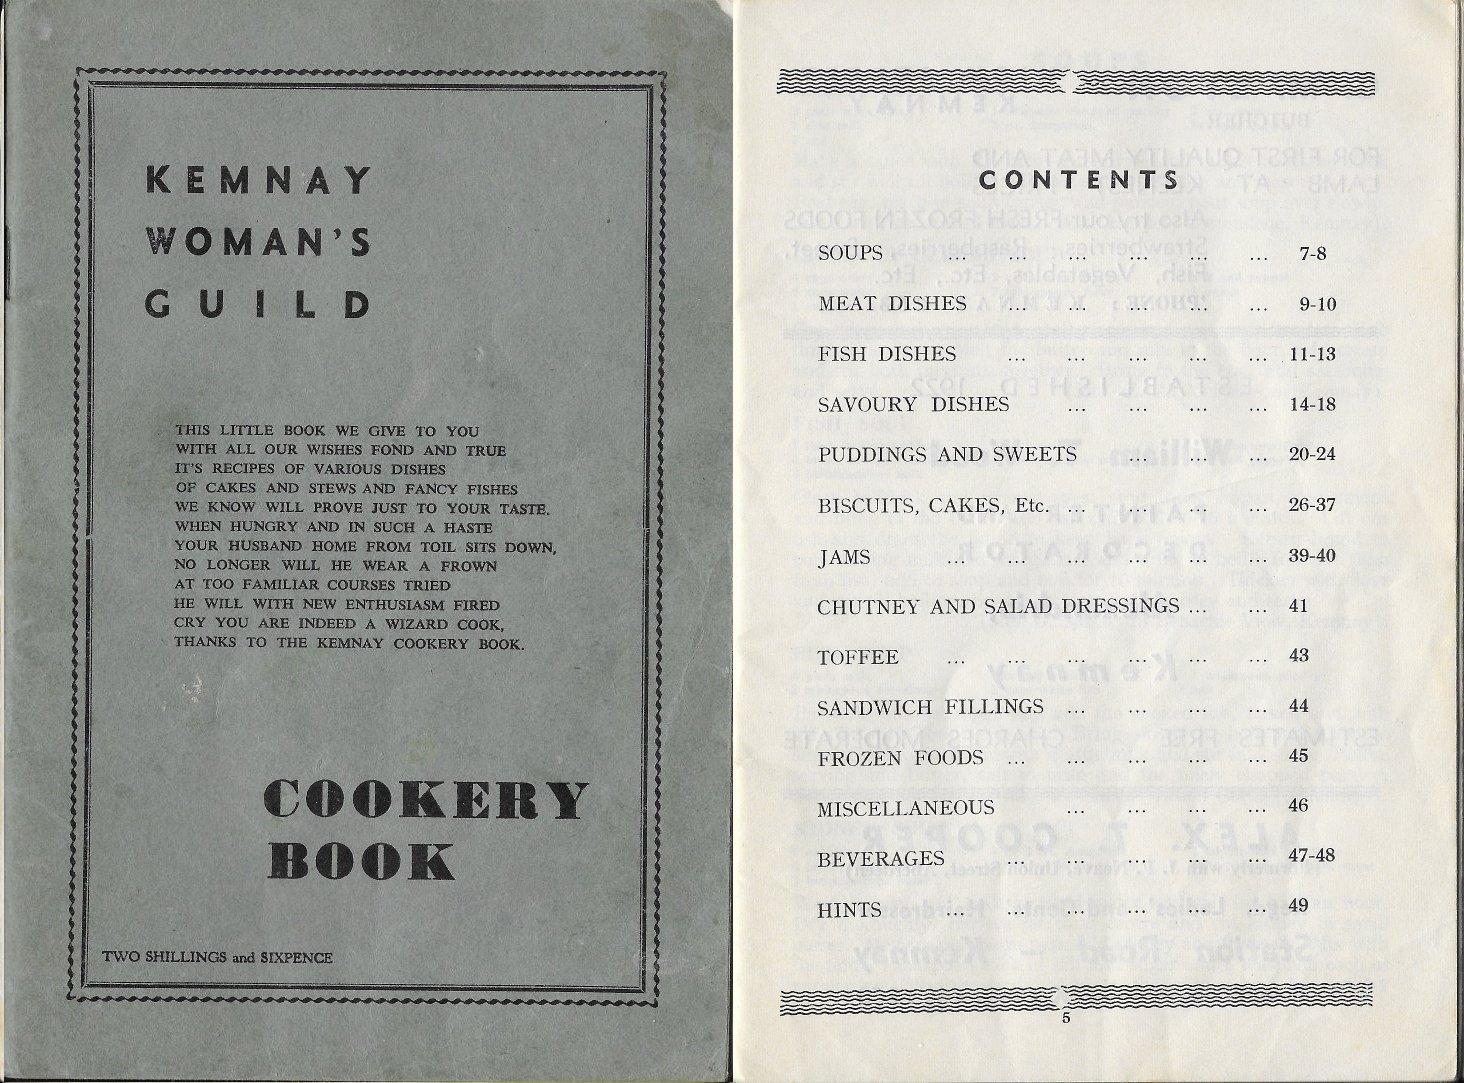 KEMNAY
WOMAN'S
GUILD
THIS LITTLE BOOK WE GIVE TO YOU
WITH ALL OUR WISHES FOND AND TRUE
IT'S RECIPES OF VARIOUS DISHES
OF CAKES AND STEWS AND FANCY FISHES
WE KNOW WILL PROVE JUST TO YOUR TASTE.
WHEN HUNGRY AND IN SUCH A HASTE
YOUR HUSBAND HOME FROM TOIL SITS DOWN,
NO LONGER WILL HE WEAR A FROWN
AT TOO FAMILIAR COURSES TRIED
HE WILL WITH NEW ENTHUSIASM FIRED
CRY YOU ARE INDEED A WIZARD COOK,
THANKS TO THE KEMNAY COOKERY BOOK.
COOKERY
BOOK
TWO SHILLINGS and SIXPENCE
CONTENTS
SOUPS ... ... ... ... ... ... 7-8
MEAT DISHES ... ... ... ... ... 9-10
FISH DISHES ... ... ... ... ... 11-13
SAVOURY DISHES ... ... ... ... 14-18
PUDDINGS AND SWEETS ... ... ... 20-24
BISCUITS, CAKES, Etc. ... ... ... ... 26-37
JAMS ... ... ... ... ... ... 39-40
CHUTNEY AND SALAD DRESSINGS ... ... 41
TOFFEE ... ... ... ... ... ... 43
SANDWICH FILLINGS ... ... ... ... 44
FROZEN FOODS ... ... ... ... ... 45
MISCELLANEOUS ... ... ... ... 46
BEVERAGES ... ... ... ... ... 47-48
HINTS ... ... ... ... ... ... 49
5